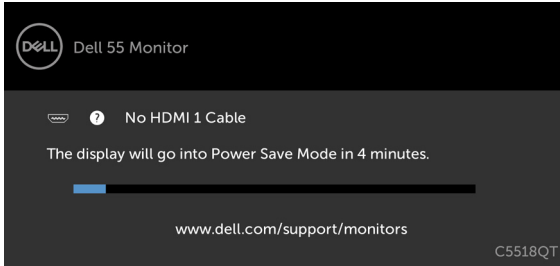 DELL
Dell 55 Monitor
? No HDMI 1 Cable
The display will go into Power Save Mode in 4 minutes.
www.dell.com/support/monitors
C5518QT